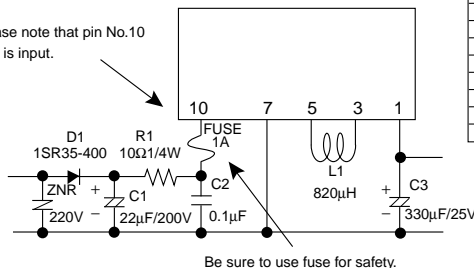 ase note that pin No.10
is input.
10 7 5 3 1
FUSE
1A
D1
1SR35-400
R1
10Ω1/4W
L1
820μH
ZNR
220V
+
−
C1
22μF/200V
C2
0.1μF
+
−
C3
330μF/25V
Be sure to use fuse for safety.